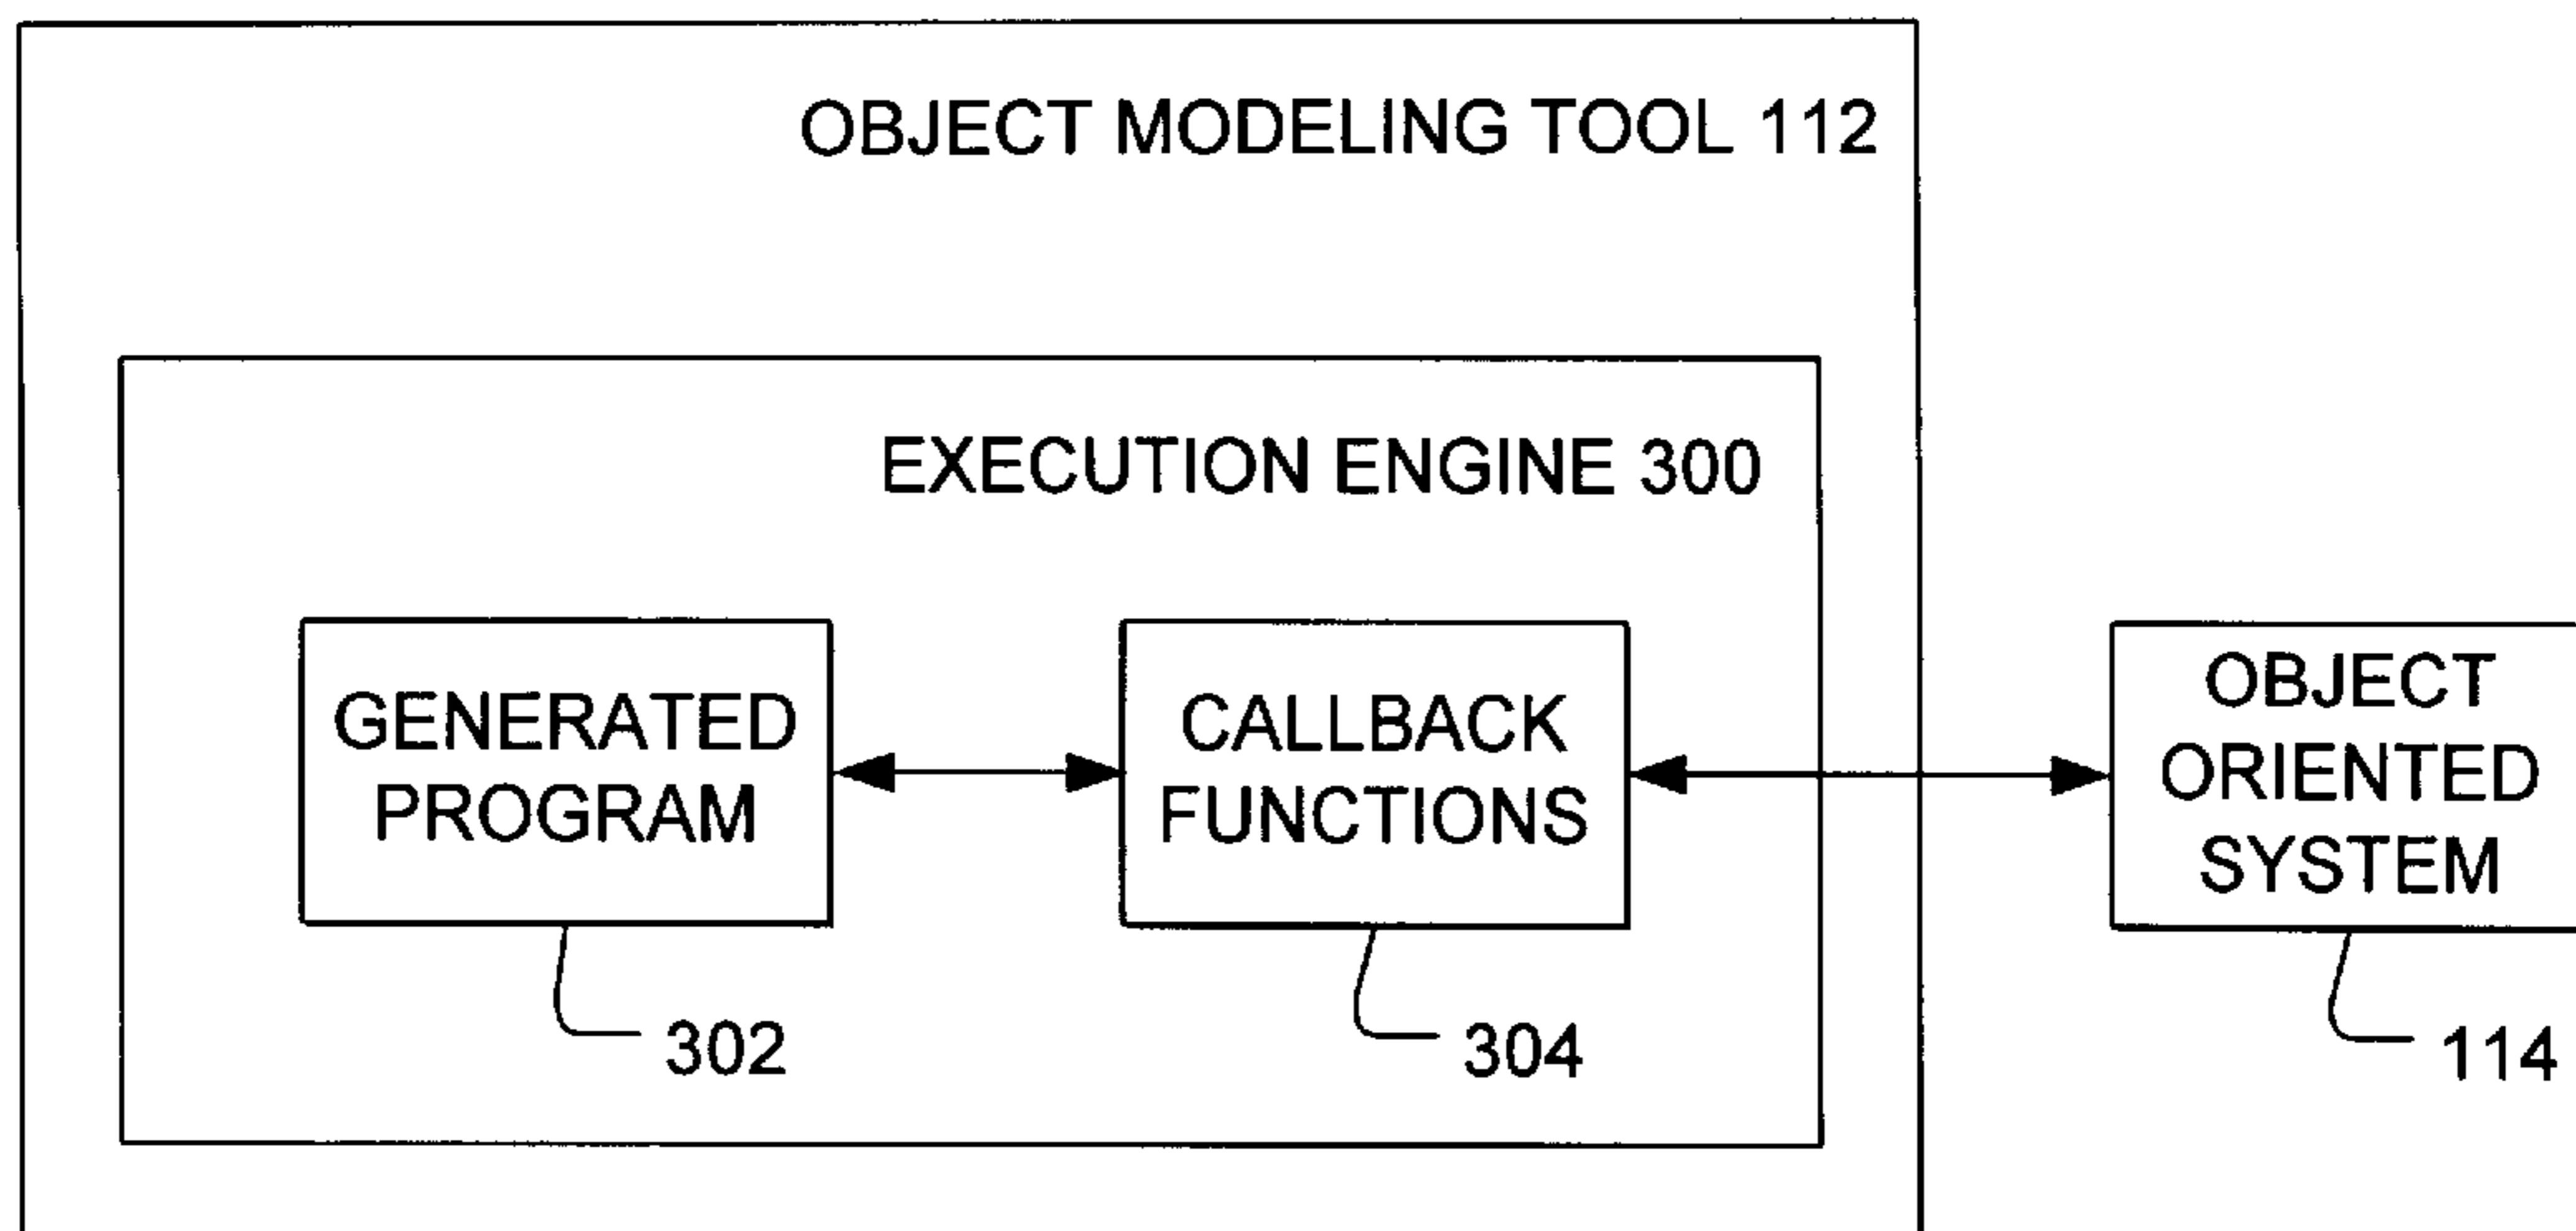 OBJECT MODELING TOOL 112
EXECUTION ENGINE 300
GENERATED
PROGRAM
302
CALLBACK
FUNCTIONS
304
OBJECT
ORIENTED
SYSTEM
114